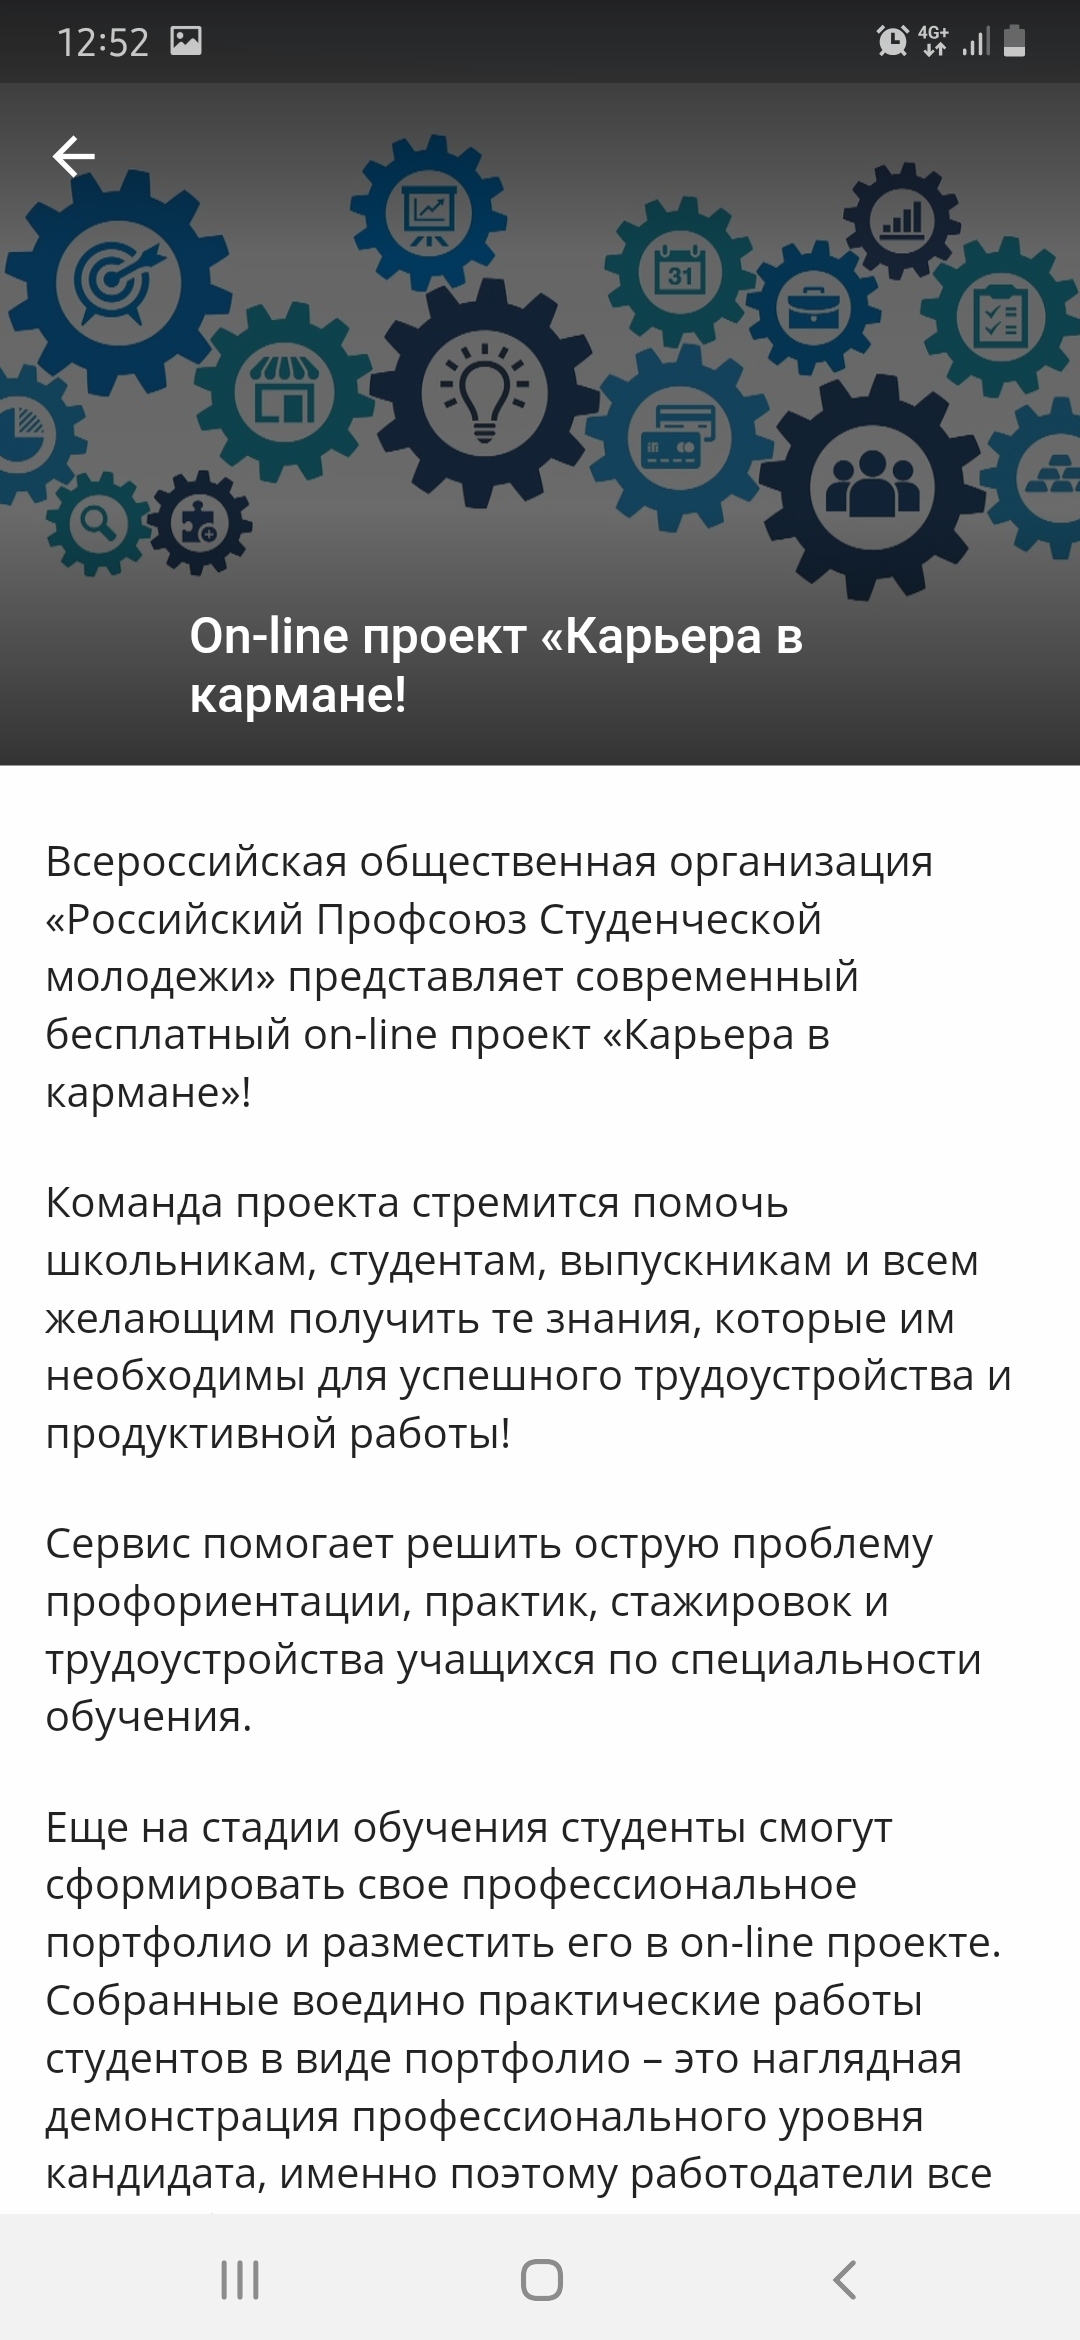 12:52
4G+
31
On-line проект «Карьера в
кармане!
Всероссийская общественная организация
«Российский Профсоюз Студенческой
молодежи» представляет современный
бесплатный on-line проект «Карьера в
кармане»!
Команда проекта стремится помочь
школьникам, студентам, выпускникам и всем
желающим получить те знания, которые им
необходимы для успешного трудоустройства и
продуктивной работы!
Сервис помогает решить острую проблему
профориентации, практик, стажировок и
трудоустройства учащихся по специальности
обучения.
Еще на стадии обучения студенты смогут
сформировать свое профессиональное
портфолио и разместить его в on-line проекте.
Собранные воедино практические работы
студентов в виде портфолио – это наглядная
демонстрация профессионального уровня
кандидата, именно поэтому работодатели все